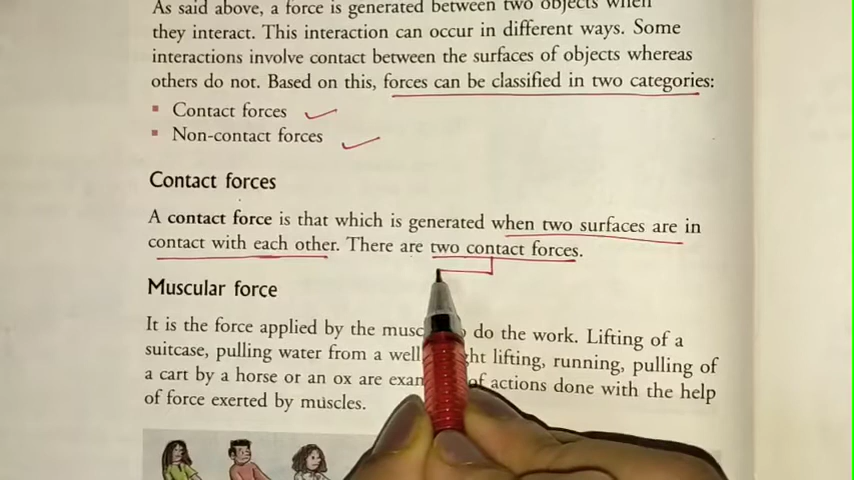 As said above, a force is generated between two objects when
they interact. This interaction can occur in different ways. Some
interactions involve contact between the surfaces of objects whereas
others do not. Based on this, forces can be classified in two categories:
Contact forces
Non-contact forces
Contact forces
A contact force is that which is generated when two surfaces are in
contact with each other. There are two contact forces.
Muscular force
It is the force applied by the do the work. Lifting of a
suitcase, pulling water from a well lifting, running, pulling of
a cart by a horse or an ox are of actions done with the help
of force exerted by muscles.